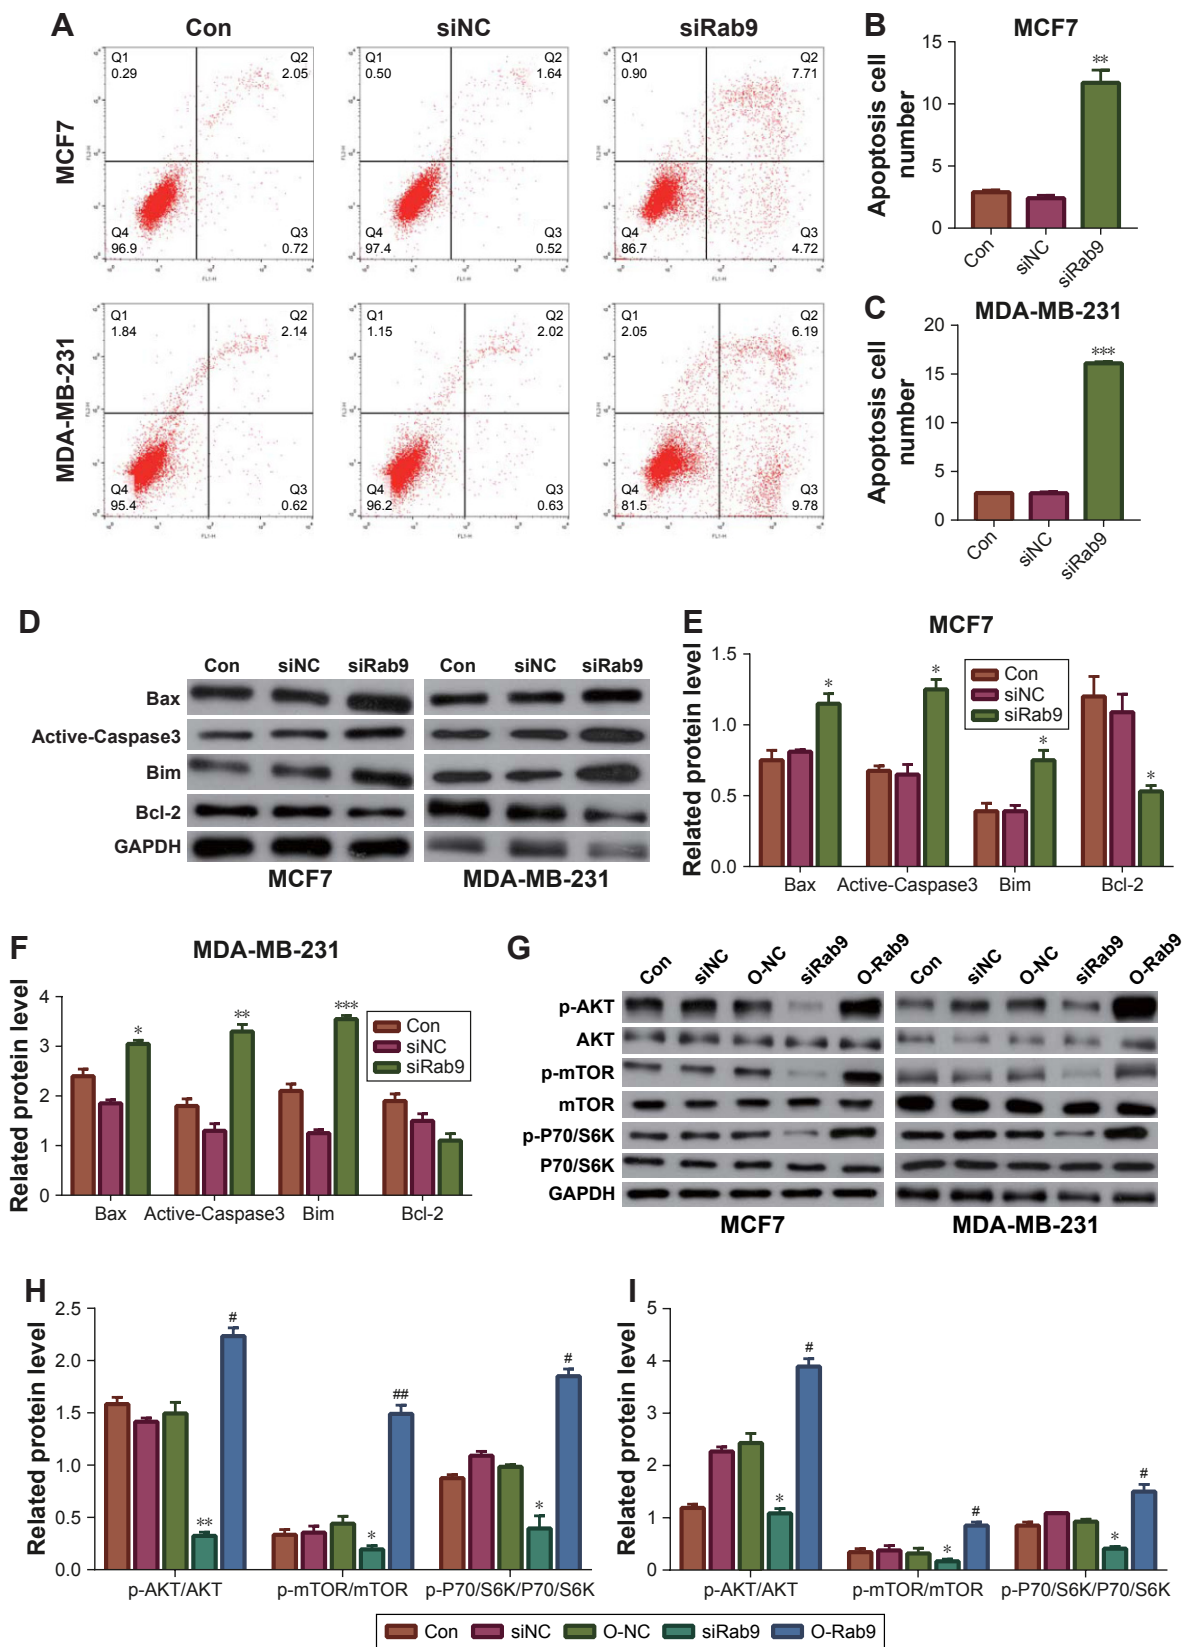 A
Con
siNC
siRab9
MCF7
Q1
0.29
Q2
2.05
Q4
96.9
Q3
0.72
FL1-H
FL2-H
Q1
0.50
Q2
1.64
Q4
97.4
Q3
0.52
FL1-H
FL2-H
Q1
0.90
Q2
7.71
Q4
86.7
Q3
4.72
FL1-H
FL2-H
MDA-MB-231
Q1
1.84
Q2
2.14
Q4
95.4
Q3
0.62
FL1-H
FL2-H
Q1
1.15
Q2
2.02
Q4
96.2
Q3
0.63
FL1-H
FL2-H
Q1
2.05
Q2
6.19
Q4
81.5
Q3
9.78
FL1-H
FL2-H
B
MCF7
Apoptosis cell
number
15
10
5
0
**
Con
siNC
siRab9
C
MDA-MB-231
Apoptosis cell
number
20
15
10
5
0
***
Con
siNC
siRab9
D
Con siNC siRab9 Con siNC siRab9
Bax
Active-Caspase3
Bim
Bcl-2
GAPDH
MCF7 MDA-MB-231
E
MCF7
Related protein level
1.5
1.0
0.5
0.0
* * * *
Con
siNC
siRab9
Bax Active-Caspase3 Bim Bcl-2
F
MDA-MB-231
Related protein level
4
3
2
1
0
* ** ***
Con
siNC
siRab9
Bax Active-Caspase3 Bim Bcl-2
G
Con siNC O-NC siRab9 O-Rab9 Con siNC O-NC siRab9 O-Rab9
p-AKT
AKT
p-mTOR
mTOR
p-P70/S6K
P70/S6K
GAPDH
MCF7 MDA-MB-231
H
Related protein level
2.5
2.0
1.5
1.0
0.5
0.0
** # * ## * #
p-AKT/AKT p-mTOR/mTOR p-P70/S6K/P70/S6K
I
Related protein level
5
4
3
2
1
0
* # * # * #
p-AKT/AKT p-mTOR/mTOR p-P70/S6K/P70/S6K
Con siNC O-NC siRab9 O-Rab9